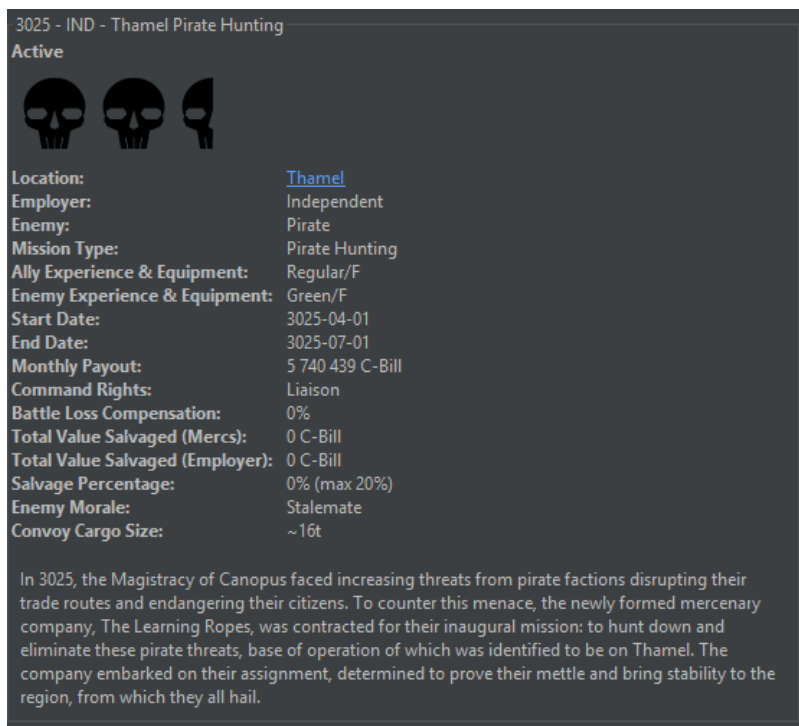 3025 - IND - Thamel Pirate Hunting
Active
Location: Thamel
Employer: Independent
Enemy: Pirate
Mission Type: Pirate Hunting
Ally Experience & Equipment: Regular/F
Enemy Experience & Equipment: Green/F
Start Date: 3025-04-01
End Date: 3025-07-01
Monthly Payout: 5 740 439 C-Bill
Command Rights: Liaison
Battle Loss Compensation: 0%
Total Value Salvaged (Mercs): 0 C-Bill
Total Value Salvaged (Employer): 0 C-Bill
Salvage Percentage: 0% (max 20%)
Enemy Morale: Stalemate
Convoy Cargo Size: ~16t
In 3025, the Magistracy of Canopus faced increasing threats from pirate factions disrupting their
trade routes and endangering their citizens. To counter this menace, the newly formed mercenary
company, The Learning Ropes, was contracted for their inaugural mission: to hunt down and
eliminate these pirate threats, base of operation of which was identified to be on Thamel. The
company embarked on their assignment, determined to prove their mettle and bring stability to the
region, from which they all hail.